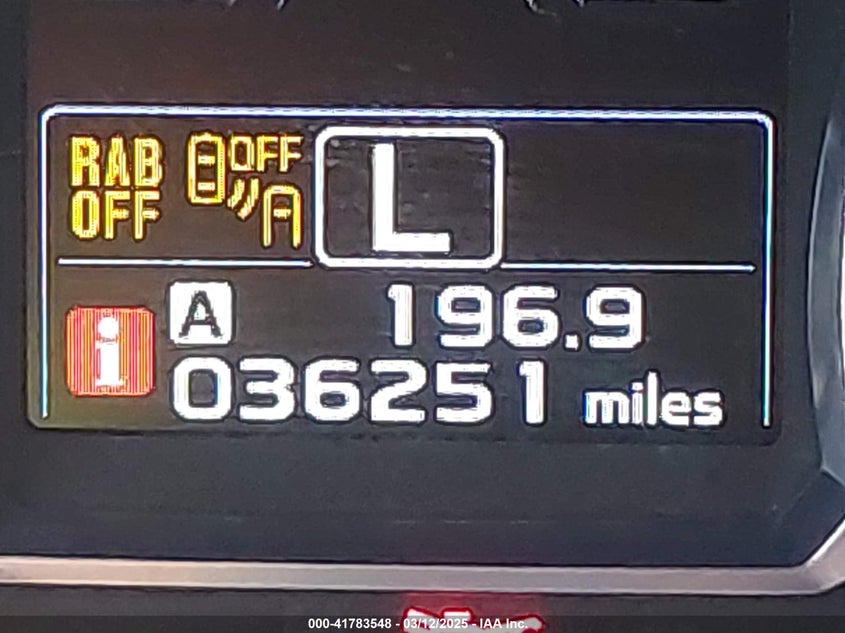 RAB OFF L
OFF A
A 196.9
i 036251 miles
000-41783548 - 03/12/2025 - IAA Inc.